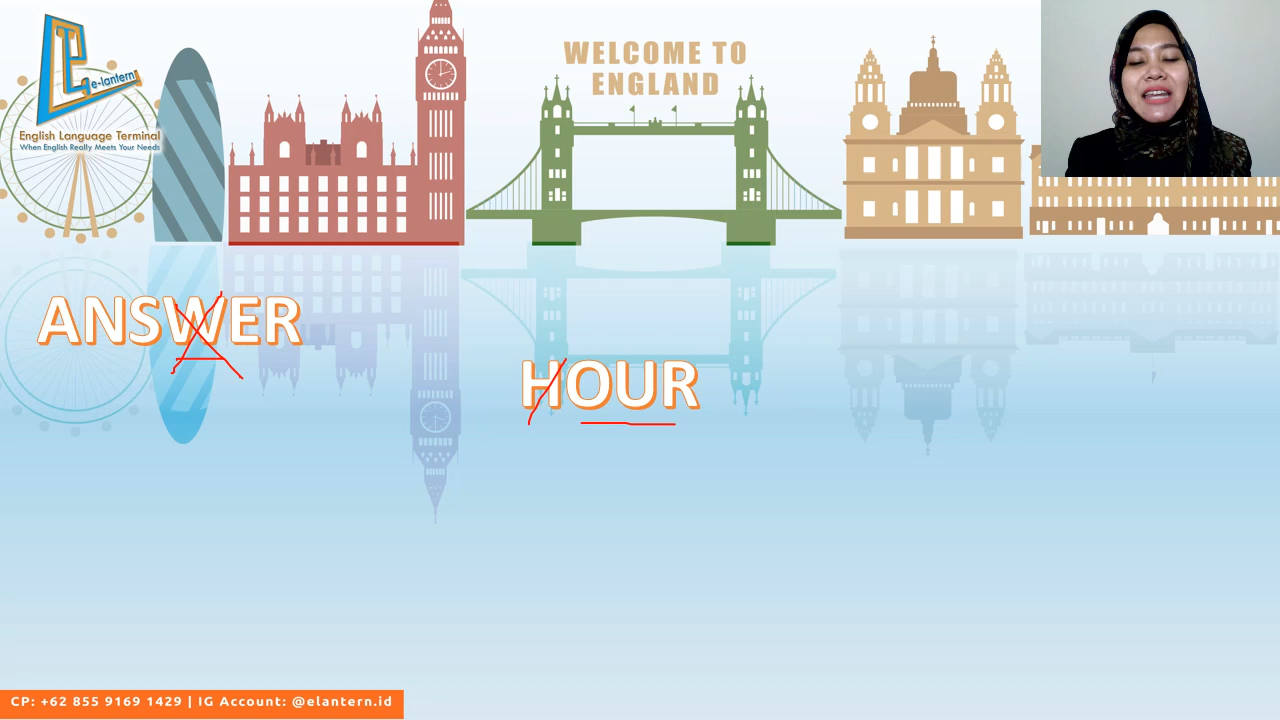 e-lantern
English Language Terminal
When English Really Meets Your Needs
WELCOME TO
ENGLAND
ANSWER
HOUR
CP: +62 855 9169 1429 | IG Account: @elantern.id